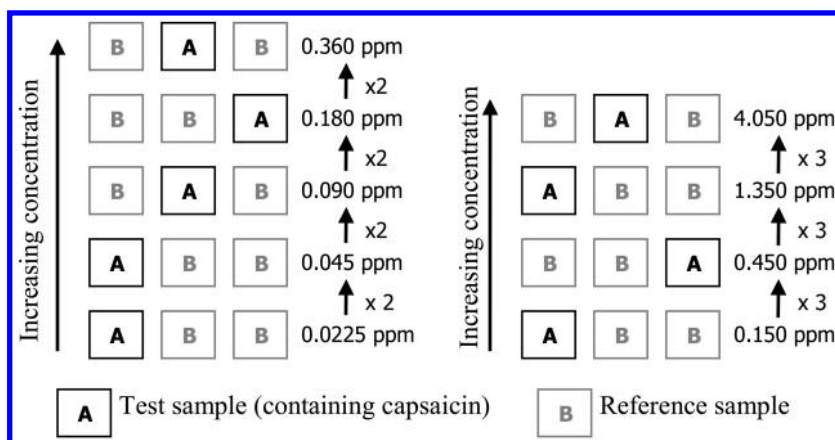 Increasing concentration
B A B 0.360 ppm
x2
B B A 0.180 ppm
x2
B A B 0.090 ppm
x2
A B B 0.045 ppm
x 2
A B B 0.0225 ppm
Increasing concentration
B A B 4.050 ppm
x 3
A B B 1.350 ppm
x 3
B B A 0.450 ppm
x 3
A B B 0.150 ppm
A Test sample (containing capsaicin)
B Reference sample